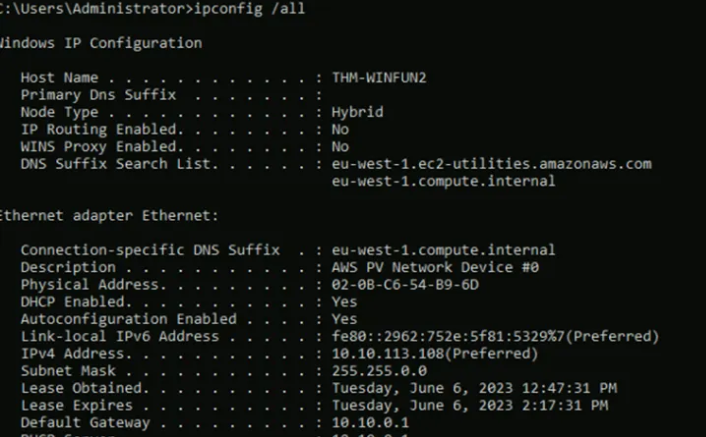 C:\Users\Administrator>ipconfig /all
Windows IP Configuration
Host Name . . . . . . . . . . . . : THM-WINFUN2
Primary Dns Suffix . . . . . . . :
Node Type . . . . . . . . . . . . : Hybrid
IP Routing Enabled. . . . . . . . : No
WINS Proxy Enabled. . . . . . . . : No
DNS Suffix Search List. . . . . . : eu-west-1.ec2-utilities.amazonaws.com
eu-west-1.compute.internal
Ethernet adapter Ethernet:
Connection-specific DNS Suffix . : eu-west-1.compute.internal
Description . . . . . . . . . . . : AWS PV Network Device #0
Physical Address. . . . . . . . . : 02-0B-C6-54-B9-6D
DHCP Enabled. . . . . . . . . . . : Yes
Autoconfiguration Enabled . . . . : Yes
Link-local IPv6 Address . . . . . : fe80::2962:752e:5f81:5329%7(Preferred)
IPv4 Address. . . . . . . . . . . : 10.10.113.108(Preferred)
Subnet Mask . . . . . . . . . . . : 255.255.0.0
Lease Obtained. . . . . . . . . . : Tuesday, June 6, 2023 12:47:31 PM
Lease Expires . . . . . . . . . . : Tuesday, June 6, 2023 2:17:31 PM
Default Gateway . . . . . . . . . : 10.10.0.1